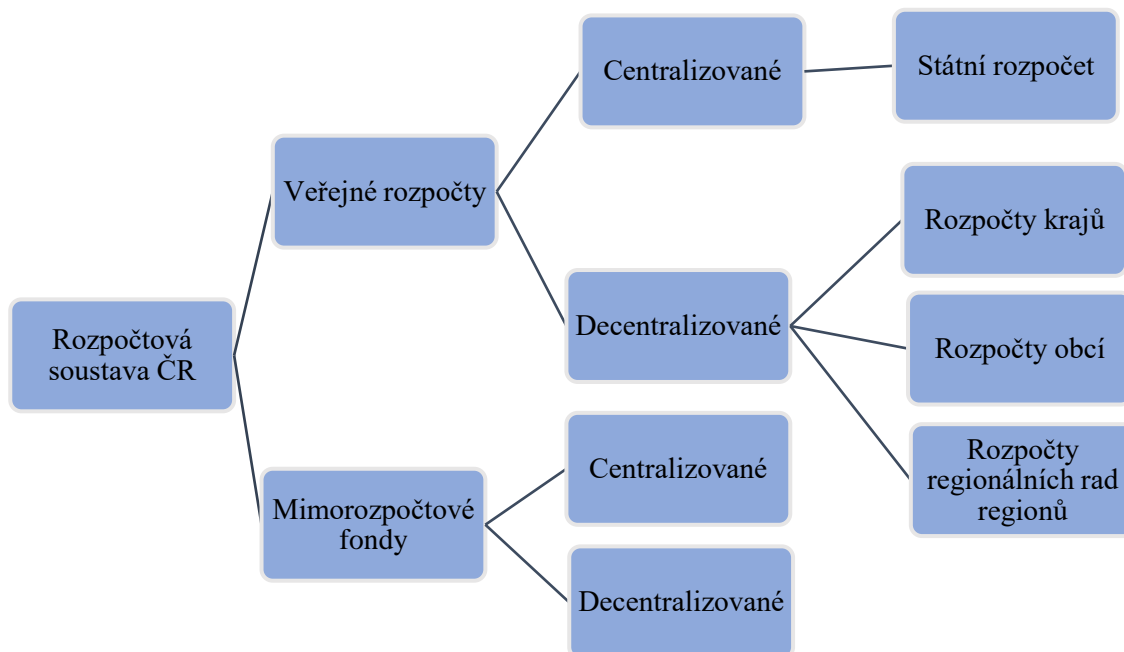 Centralizované
Státní rozpočet
Veřejné rozpočty
Rozpočty krajů
Decentralizované
Rozpočtová
soustava ČR
Rozpočty obcí
Centralizované
Rozpočty
regionálních rad
regionů
Mimorozpočtové
fondy
Decentralizované